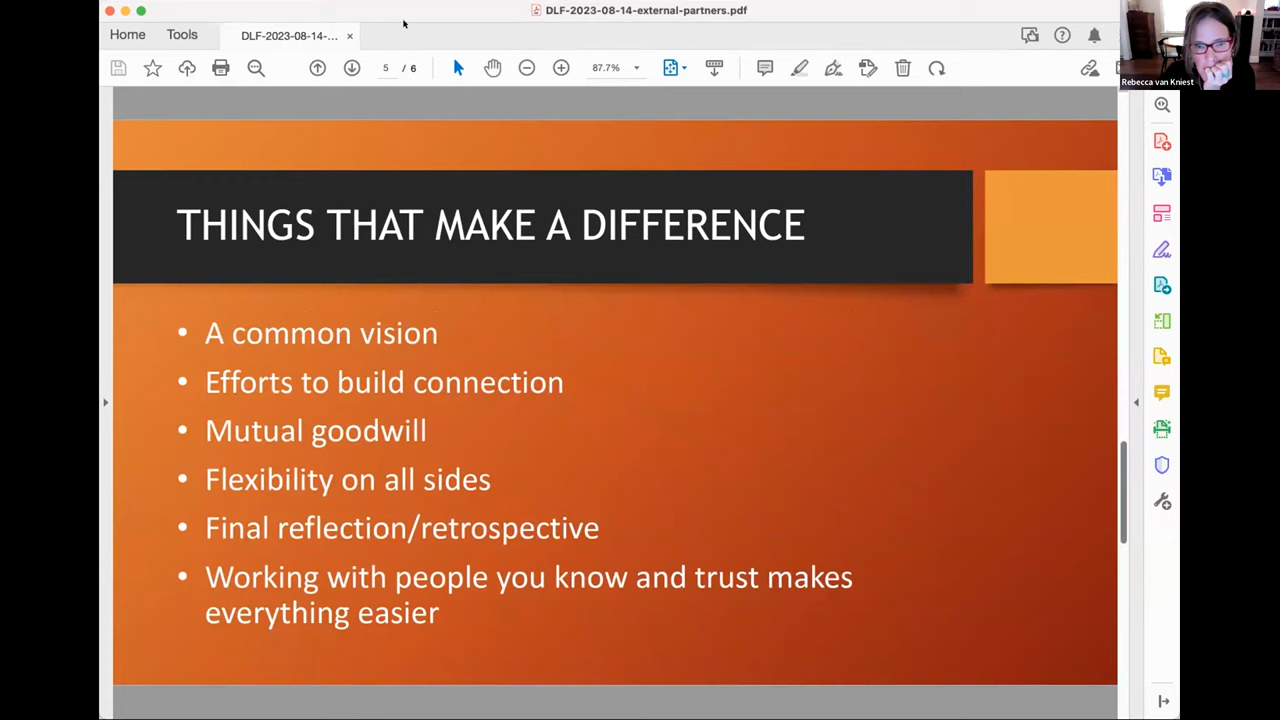 DLF-2023-08-14-external-partners.pdf
Home
Tools
DLF-2023-08-14-...
5 / 6
87.7%
Rebecca van Kniest
THINGS THAT MAKE A DIFFERENCE
• A common vision
• Efforts to build connection
• Mutual goodwill
• Flexibility on all sides
• Final reflection/retrospective
• Working with people you know and trust makes
everything easier